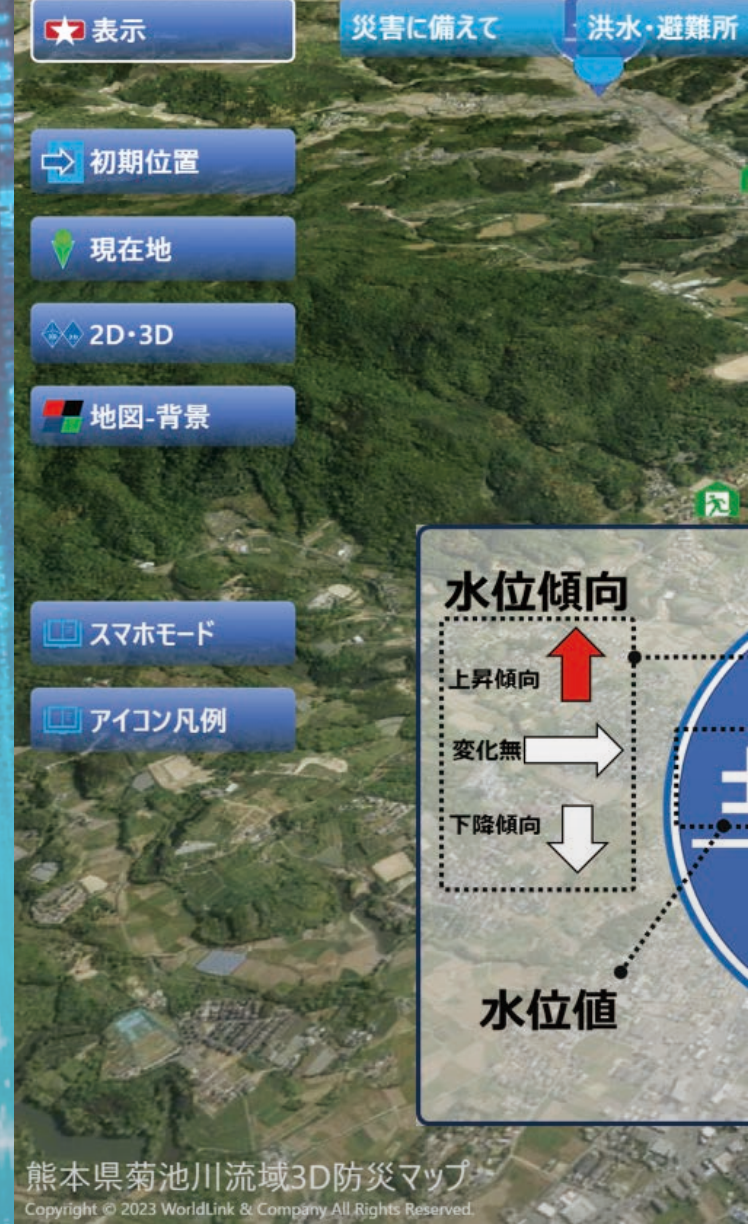 表示
災害に備えて
洪水・避難所
初期位置
現在地
2D・3D
地図-背景
スマホモード
アイコン凡例
水位傾向
上昇傾向
変化無
下降傾向
水位値
熊本県菊池川流域3D防災マップ
Copyright © 2023 WorldLink & Company All Rights Reserved.